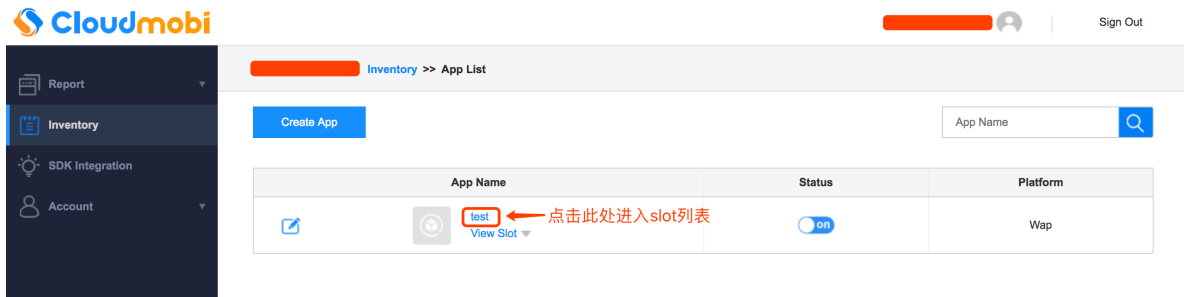 Cloudmobi
Sign Out
Report
Inventory
SDK Integration
Account
Inventory >> App List
Create App
App Name
App Name Status Platform
test 点击此处进入slot列表
View Slot
on
Wap